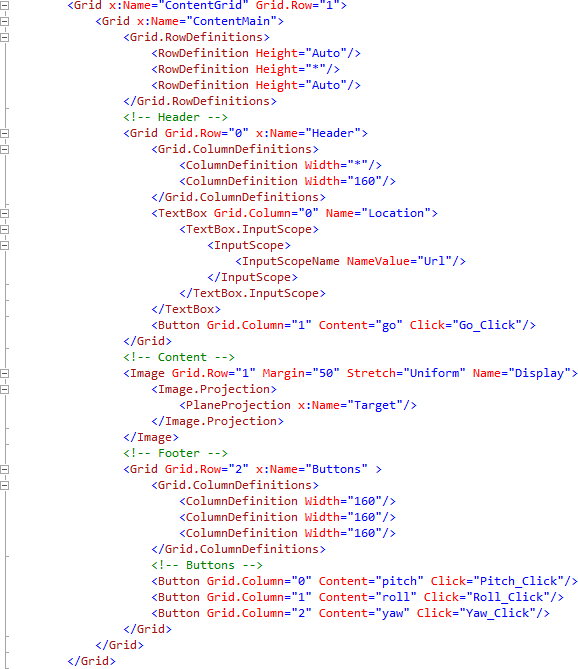 <Grid x:Name="ContentGrid" Grid.Row="1">
<Grid x:Name="ContentMain">
<Grid.RowDefinitions>
<RowDefinition Height="Auto"/>
<RowDefinition Height="*"/>
<RowDefinition Height="Auto"/>
</Grid.RowDefinitions>
<!-- Header -->
<Grid Grid.Row="0" x:Name="Header">
<Grid.ColumnDefinitions>
<ColumnDefinition Width="*"/>
<ColumnDefinition Width="160"/>
</Grid.ColumnDefinitions>
<TextBox Grid.Column="0" Name="Location">
<TextBox.InputScope>
<InputScope>
<InputScopeName NameValue="Url"/>
</InputScope>
</TextBox.InputScope>
</TextBox>
<Button Grid.Column="1" Content="go" Click="Go_Click"/>
</Grid>
<!-- Content -->
<Image Grid.Row="1" Margin="50" Stretch="Uniform" Name="Display">
<Image.Projection>
<PlaneProjection x:Name="Target"/>
</Image.Projection>
</Image>
<!-- Footer -->
<Grid Grid.Row="2" x:Name="Buttons" >
<Grid.ColumnDefinitions>
<ColumnDefinition Width="160"/>
<ColumnDefinition Width="160"/>
<ColumnDefinition Width="160"/>
</Grid.ColumnDefinitions>
<!-- Buttons -->
<Button Grid.Column="0" Content="pitch" Click="Pitch_Click"/>
<Button Grid.Column="1" Content="roll" Click="Roll_Click"/>
<Button Grid.Column="2" Content="yaw" Click="Yaw_Click"/>
</Grid>
</Grid>
</Grid>